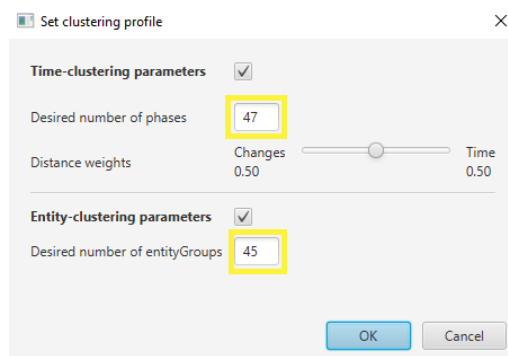 Set clustering profile
Time-clustering parameters
Desired number of phases 47
Distance weights Changes Time
0.50 0.50
Entity-clustering parameters
Desired number of entityGroups 45
OK Cancel